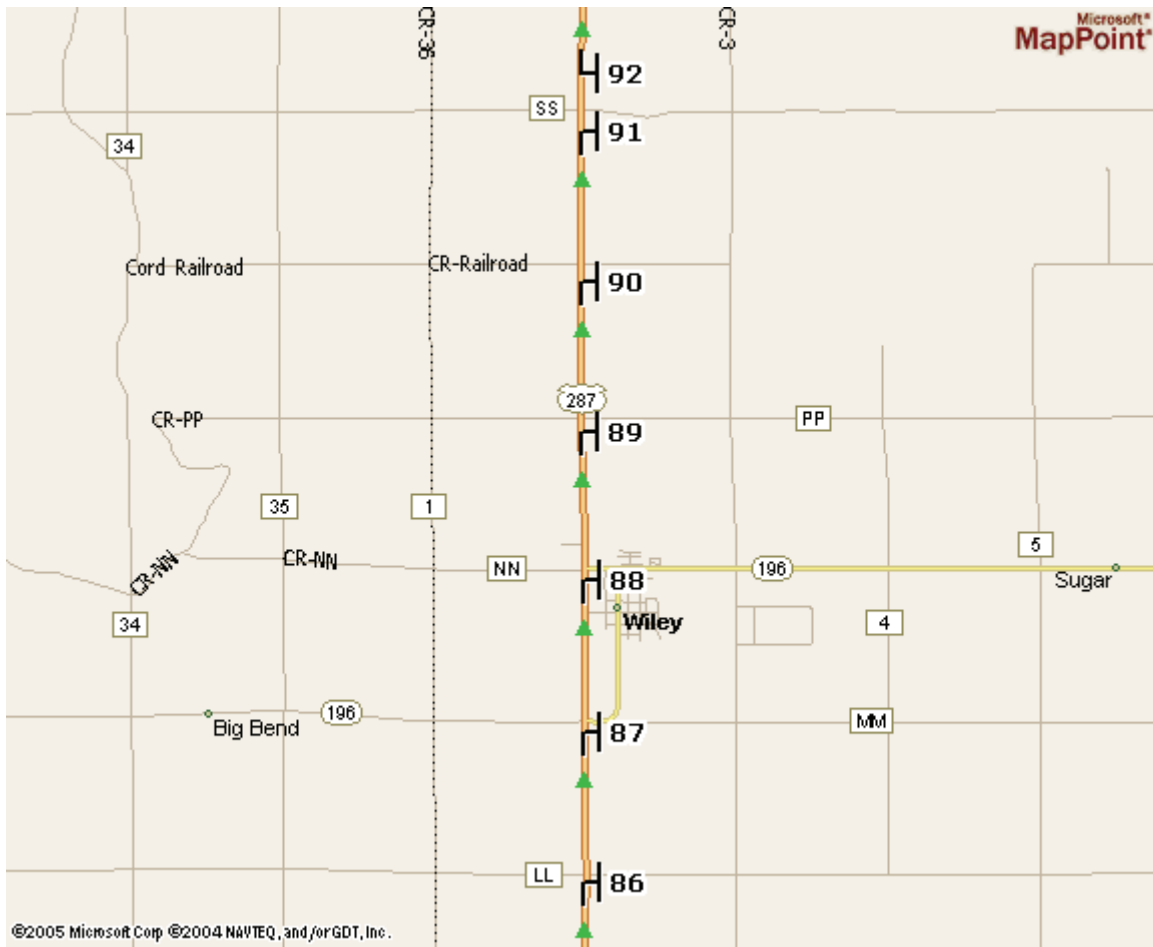 Microsoft®
MapPoint®
CR-36
CR-3
92
SS
91
34
Cord Railroad
CR-Railroad
90
287
CR-PP
PP
89
35
1
5
CR-NN
CR-NN
NN
88
196
Sugar
34
Wiley
4
Big Bend
196
87
MM
LL
86
©2005 Microsoft Corp ©2004 NAVTEQ, and/or GDT, Inc.